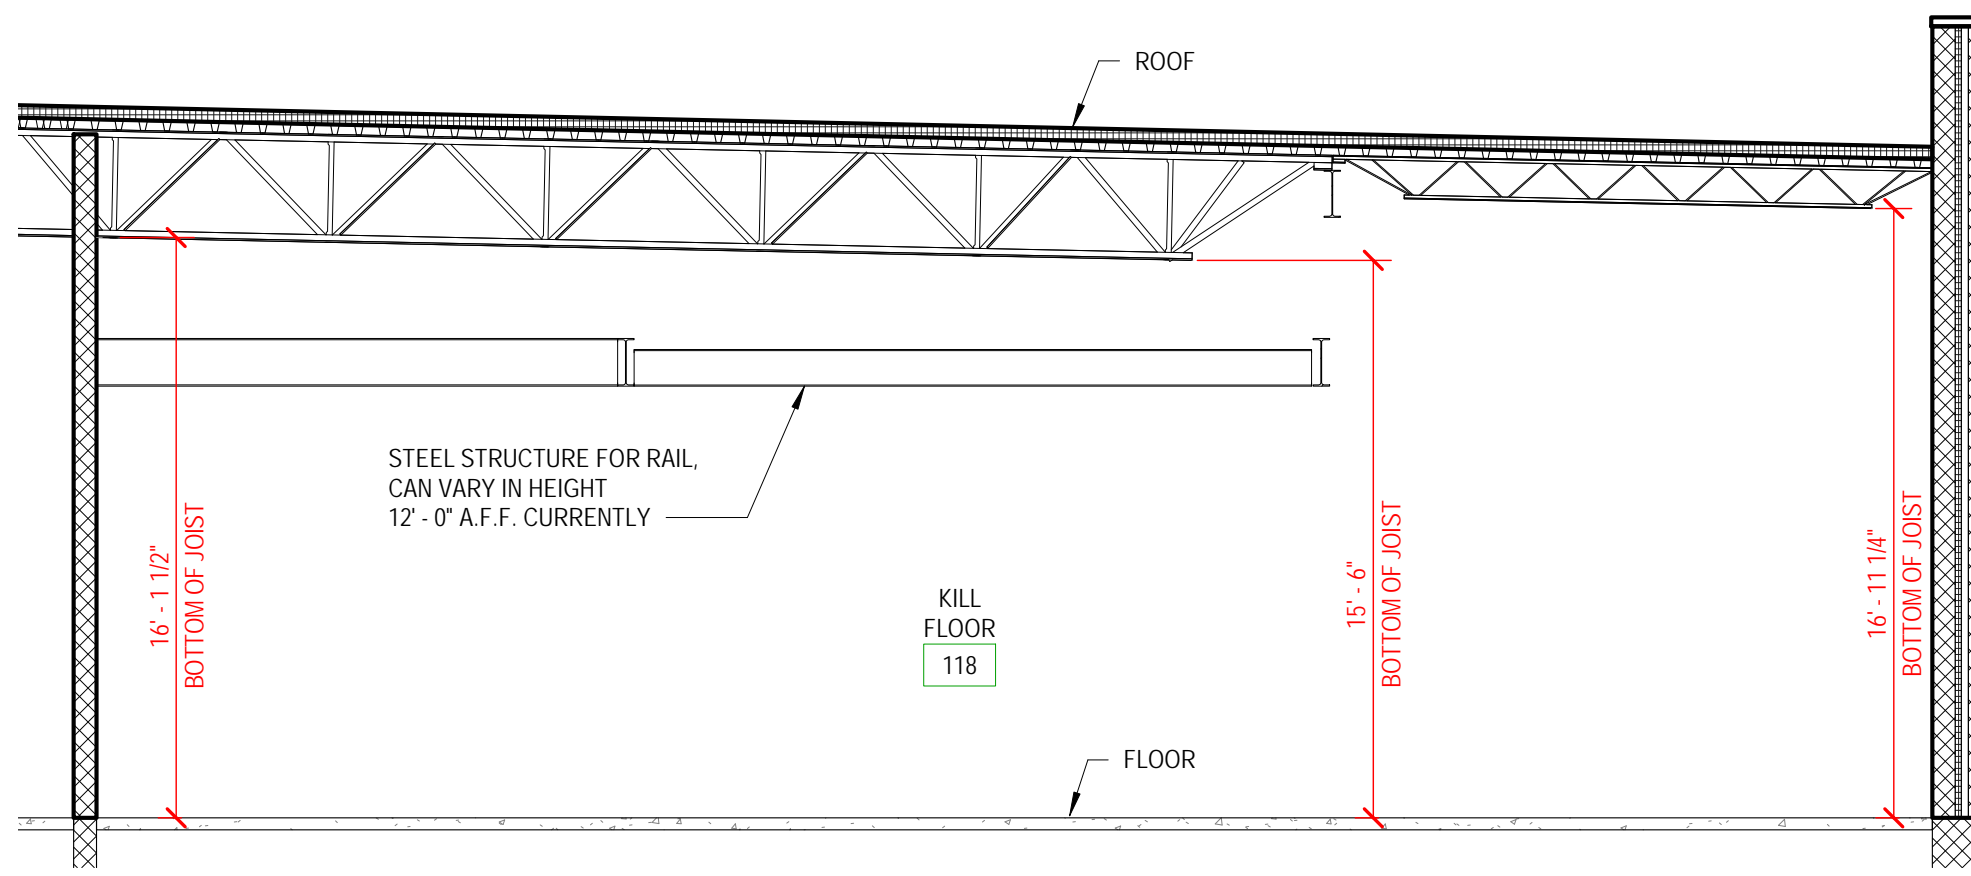 ROOF
STEEL STRUCTURE FOR RAIL,
CAN VARY IN HEIGHT
12' - 0" A.F.F. CURRENTLY
16' - 1 1/2"
BOTTOM OF JOIST
KILL
FLOOR
118
15' - 6"
BOTTOM OF JOIST
16' - 11 1/4"
BOTTOM OF JOIST
FLOOR